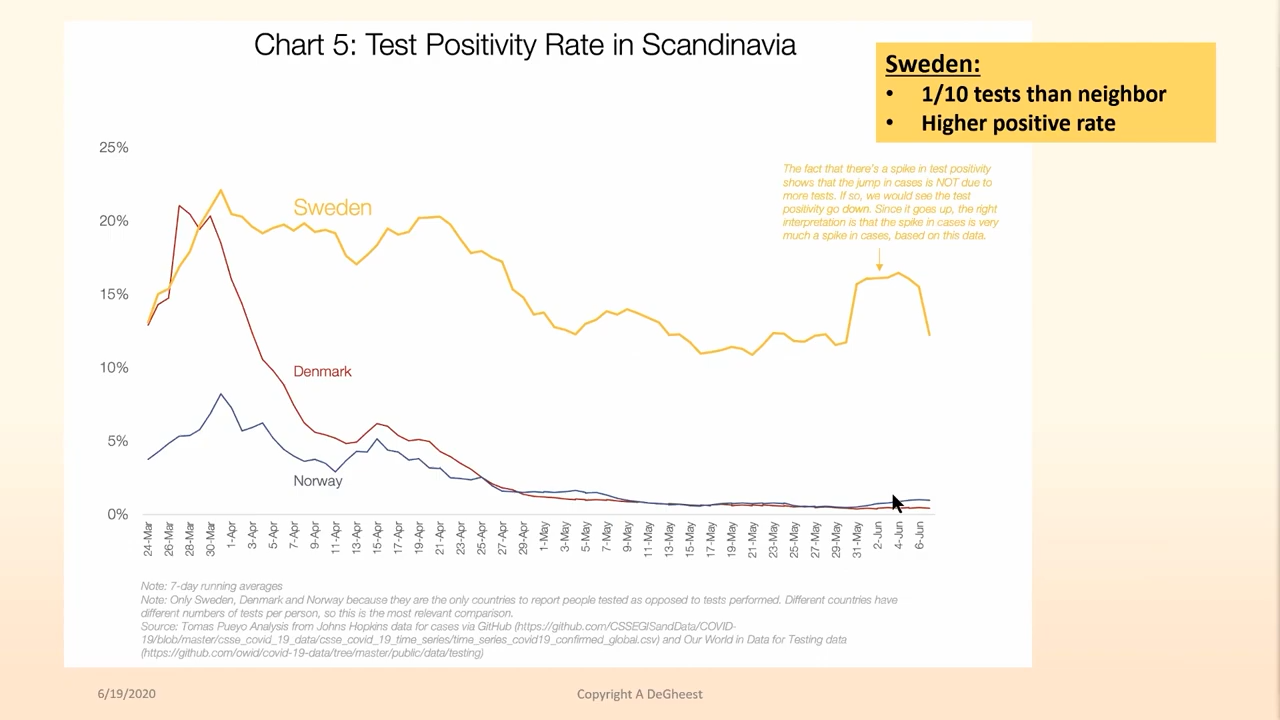 Chart 5: Test Positivity Rate in Scandinavia
Sweden:
• 1/10 tests than neighbor
• Higher positive rate
The fact that there's a spike in test positivity
shows that the jump in cases is NOT due to
more tests. If so, we would see the test
positivity go down. Since it goes up, the right
interpretation is that the spike in cases is very
much a spike in cases, based on this data.
25%
20%
15%
10%
5%
0%
Sweden
Denmark
Norway
24-Mar
26-Mar
28-Mar
30-Mar
1-Apr
3-Apr
5-Apr
7-Apr
9-Apr
11-Apr
13-Apr
15-Apr
17-Apr
19-Apr
21-Apr
23-Apr
25-Apr
27-Apr
29-Apr
1-May
3-May
5-May
7-May
9-May
11-May
13-May
15-May
17-May
19-May
21-May
23-May
25-May
27-May
29-May
31-May
2-Jun
4-Jun
6-Jun
Note: 7-day running averages
Note: Only Sweden, Denmark and Norway because they are the only countries to report people tested as opposed to tests performed. Different countries have
different numbers of tests per person, so this is the most relevant comparison.
Source: Tomas Pueyo Analysis from Johns Hopkins data for cases via GitHub (https://github.com/CSSEGISandData/COVID-
19/blob/master/csse_covid_19_data/csse_covid_19_time_series/time_series_covid19_confirmed_global.csv) and Our World in Data for Testing data
(https://github.com/owid/covid-19-data/tree/master/public/data/testing)
6/19/2020
Copyright A DeGheest